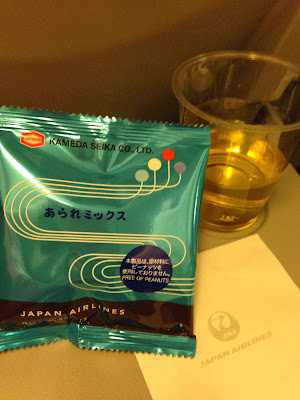 KAMEDA SEIKA CO., LTD.
あられミックス
本製品は、原材料に
ピーナッツを
使用しておりません。
FREE OF PEANUTS
JAPAN AIRLINES
JAPAN AIRLINES